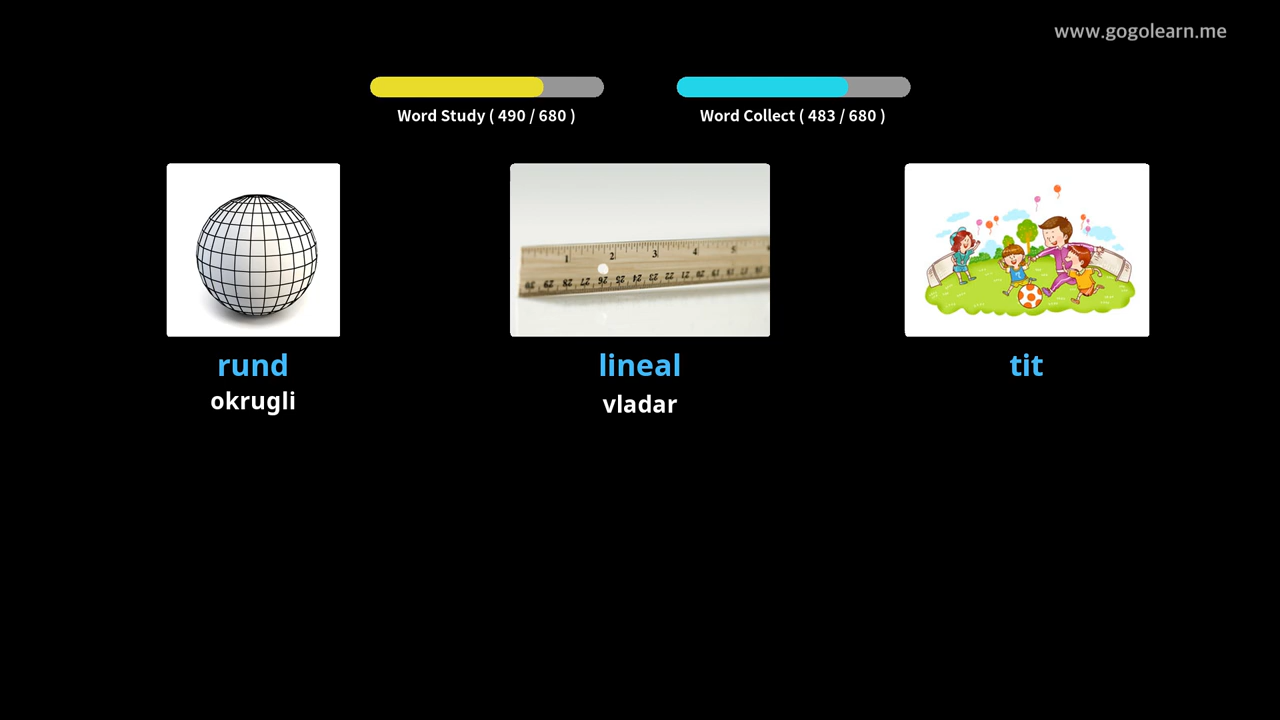 www.gogolearn.me
Word Study ( 490 / 680 )
Word Collect ( 483 / 680 )
rund
okrugli
lineal
vladar
tit